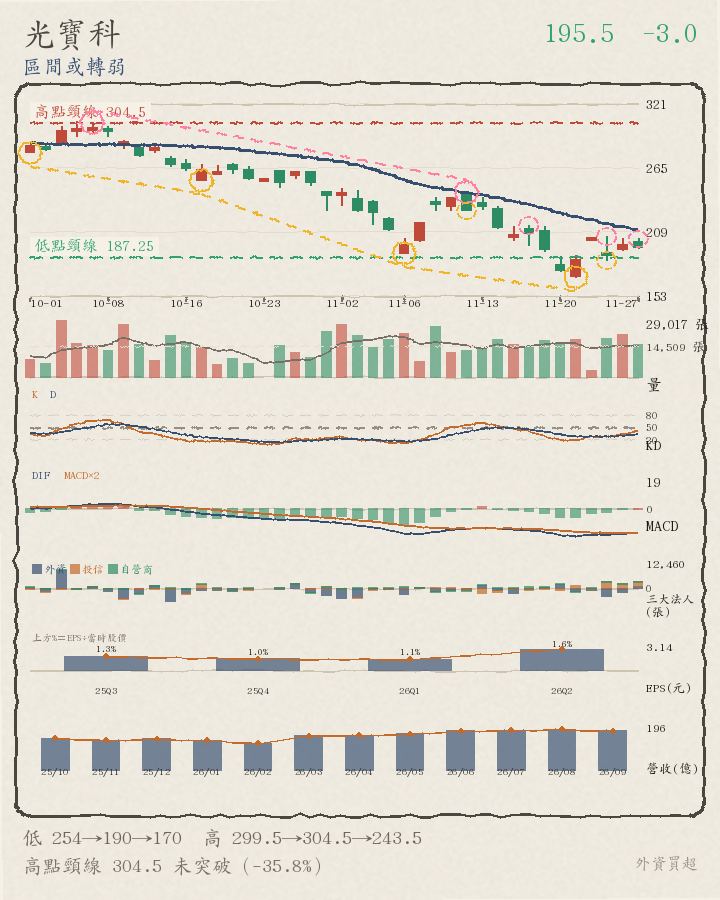 光寶科
195.5 -3.0
區間或轉弱
高點頸線 304.5
321
265
低點頸線 187.25
209
153
10-01 10-08 10-16 10-23 11-02 11-06 11-13 11-20 11-27
29,017 張
14,509 張
量
K D
80
50
20
KD
DIF MACD×2
19
0
MACD
外資 投信 自營商
12,460
0
三大法人
(張)
上方%=EPS÷當時股價
1.3% 1.0% 1.1% 1.6%
3.14
25Q3 25Q4 26Q1 26Q2
EPS(元)
196
25/10 25/11 25/12 26/01 26/02 26/03 26/04 26/05 26/06 26/07 26/08 26/09
營收(億)
低 254→190→170 高 299.5→304.5→243.5
高點頸線 304.5 未突破 (-35.8%)
外資買超